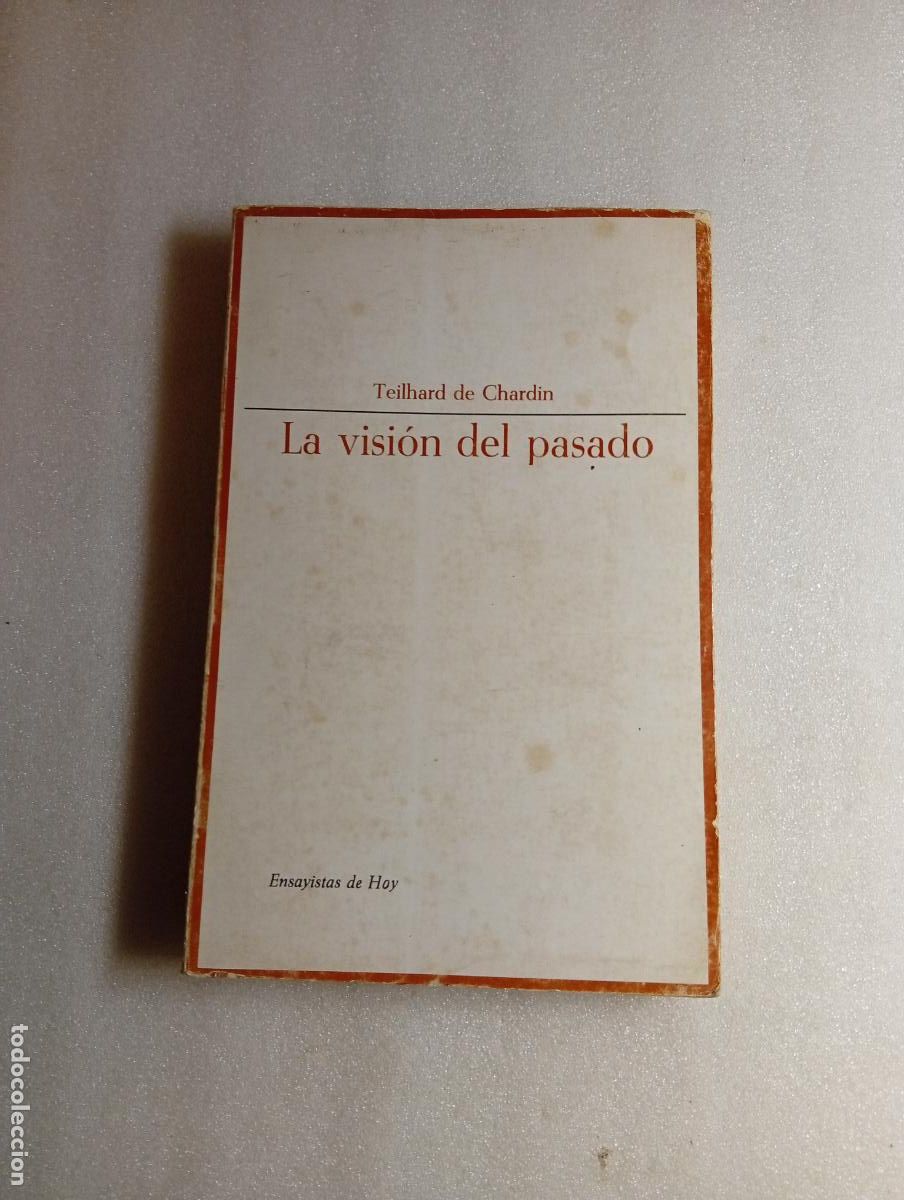 Teilhard de Chardin
La visión del pasado
Ensayistas de Hoy
todocoleccion